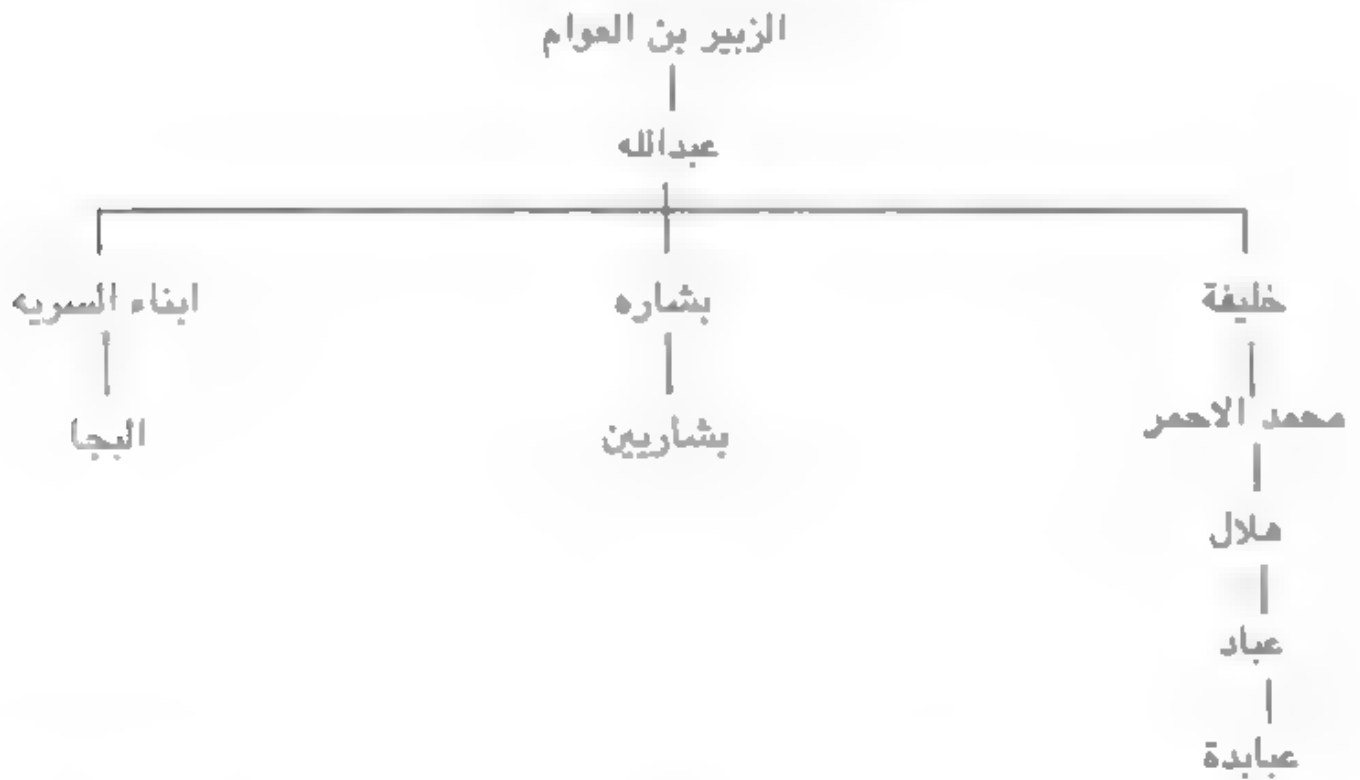 الزبير بن العوام
عبدالله
خليفة
بشاره
ابناء السريه
محمد الاحمر
بشاريين
البجا
هلال
عباد
عبابدة